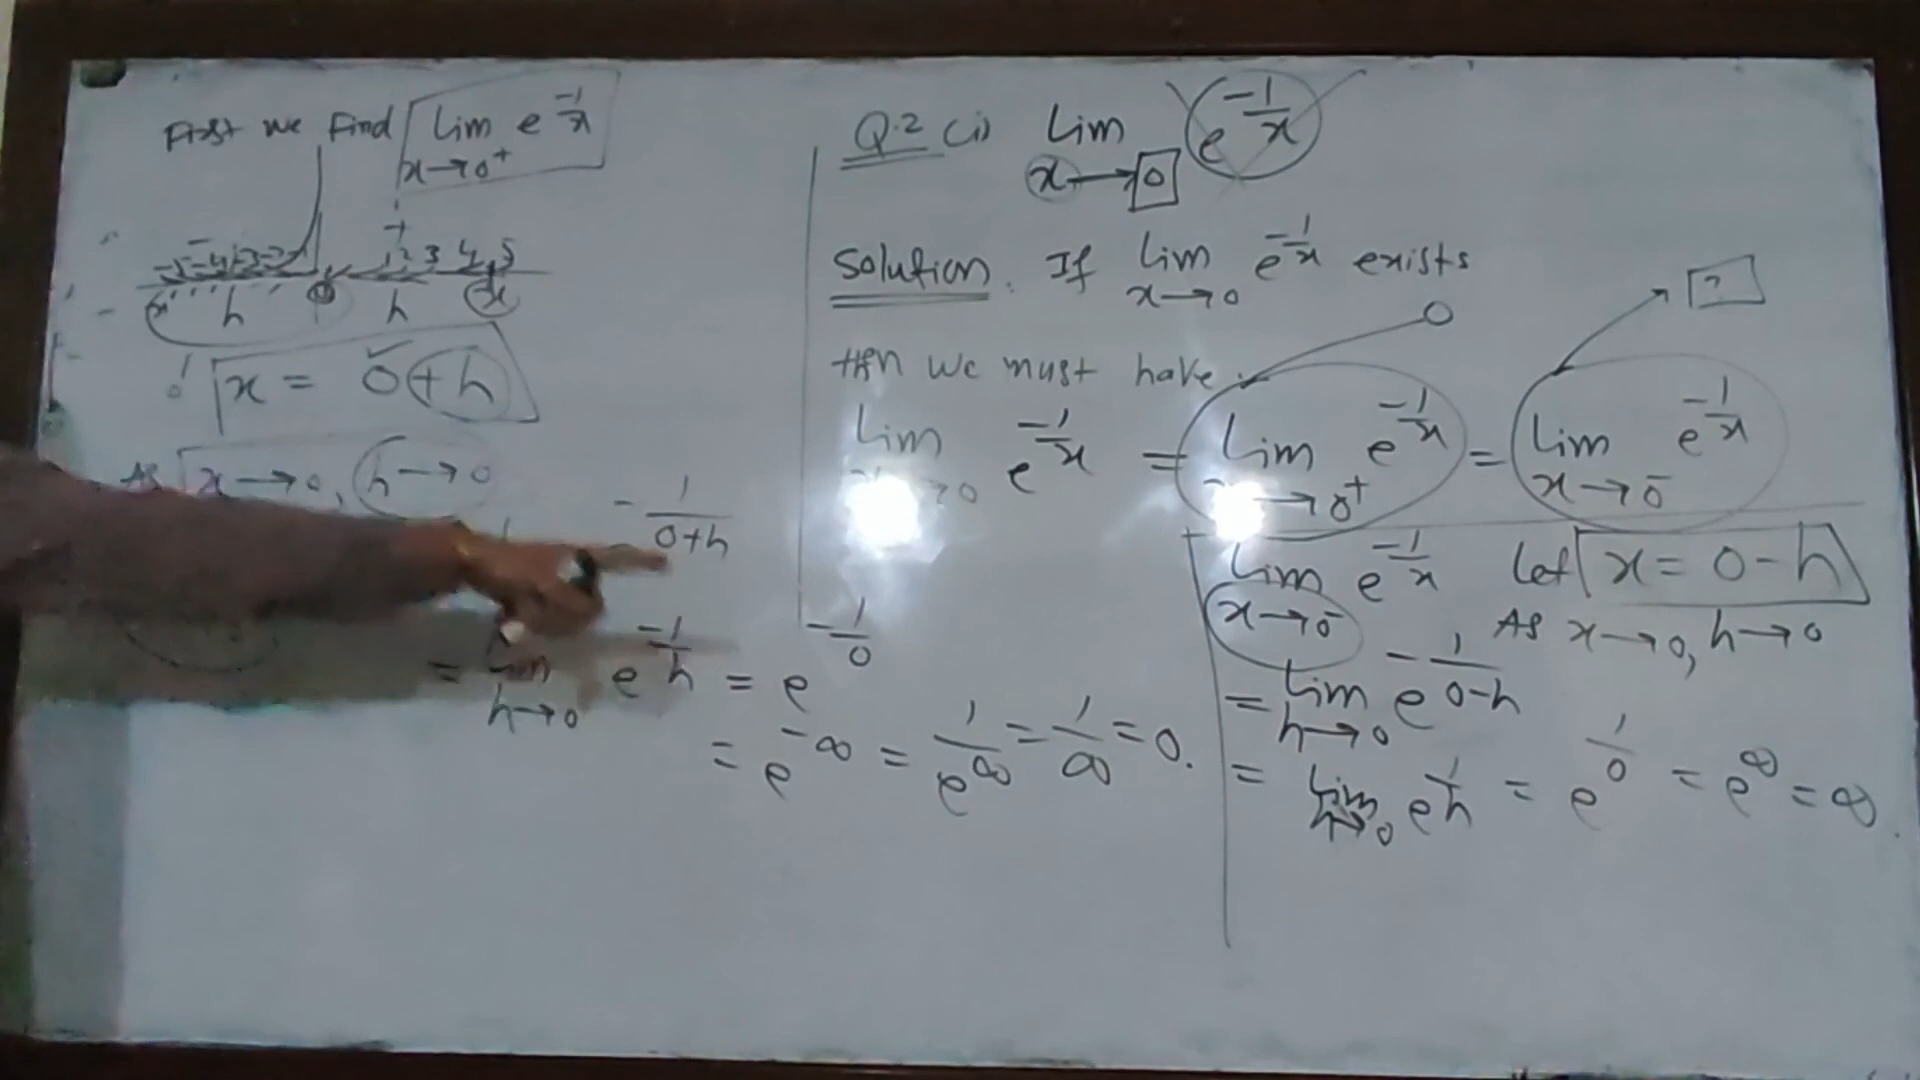 First we find lim e^{-1/x}
x→0+
-5 -4 -3 -2 1 2 3 4 5
h 0 h x
x = 0+h
As x→0, h→0
-1/(0+h)
= lim e^{-1/h} = e^{-1/0}
h→0
= e^{-∞} = 1/e^{∞} = 1/∞ = 0.
Q.2 (i) lim e^{-1/x}
x→0
Solution. If lim e^{-1/x} exists
x→0
then we must have.
0
?
lim e^{-1/x} = lim e^{-1/x} = lim e^{-1/x}
→0 x→0+ x→0-
lim e^{-1/x} Let x = 0-h
x→0- As x→0, h→0
= lim e^{-1/(0-h)}
h→0
= lim e^{1/h} = e^{1/0} = e^{∞} = ∞.
h→0